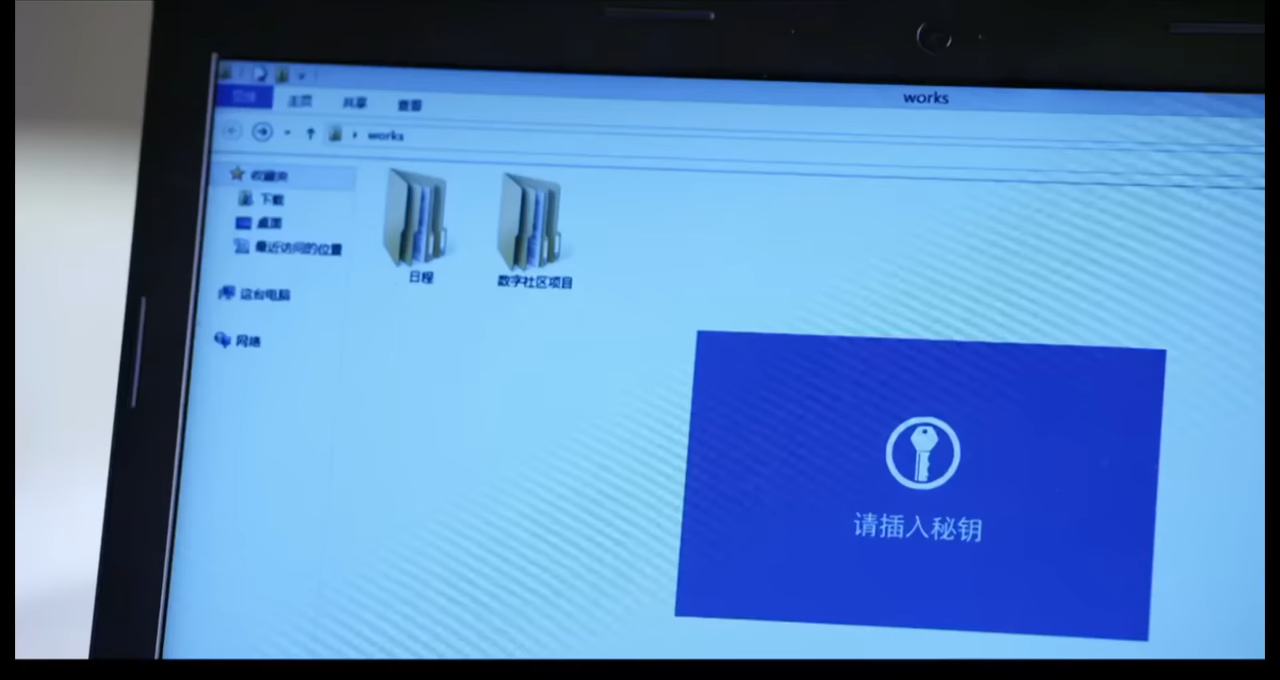 works
主页 共享 查看
works
收藏夹
下载
桌面
最近访问的位置
这台电脑
网络
日程
数字社区项目
请插入秘钥